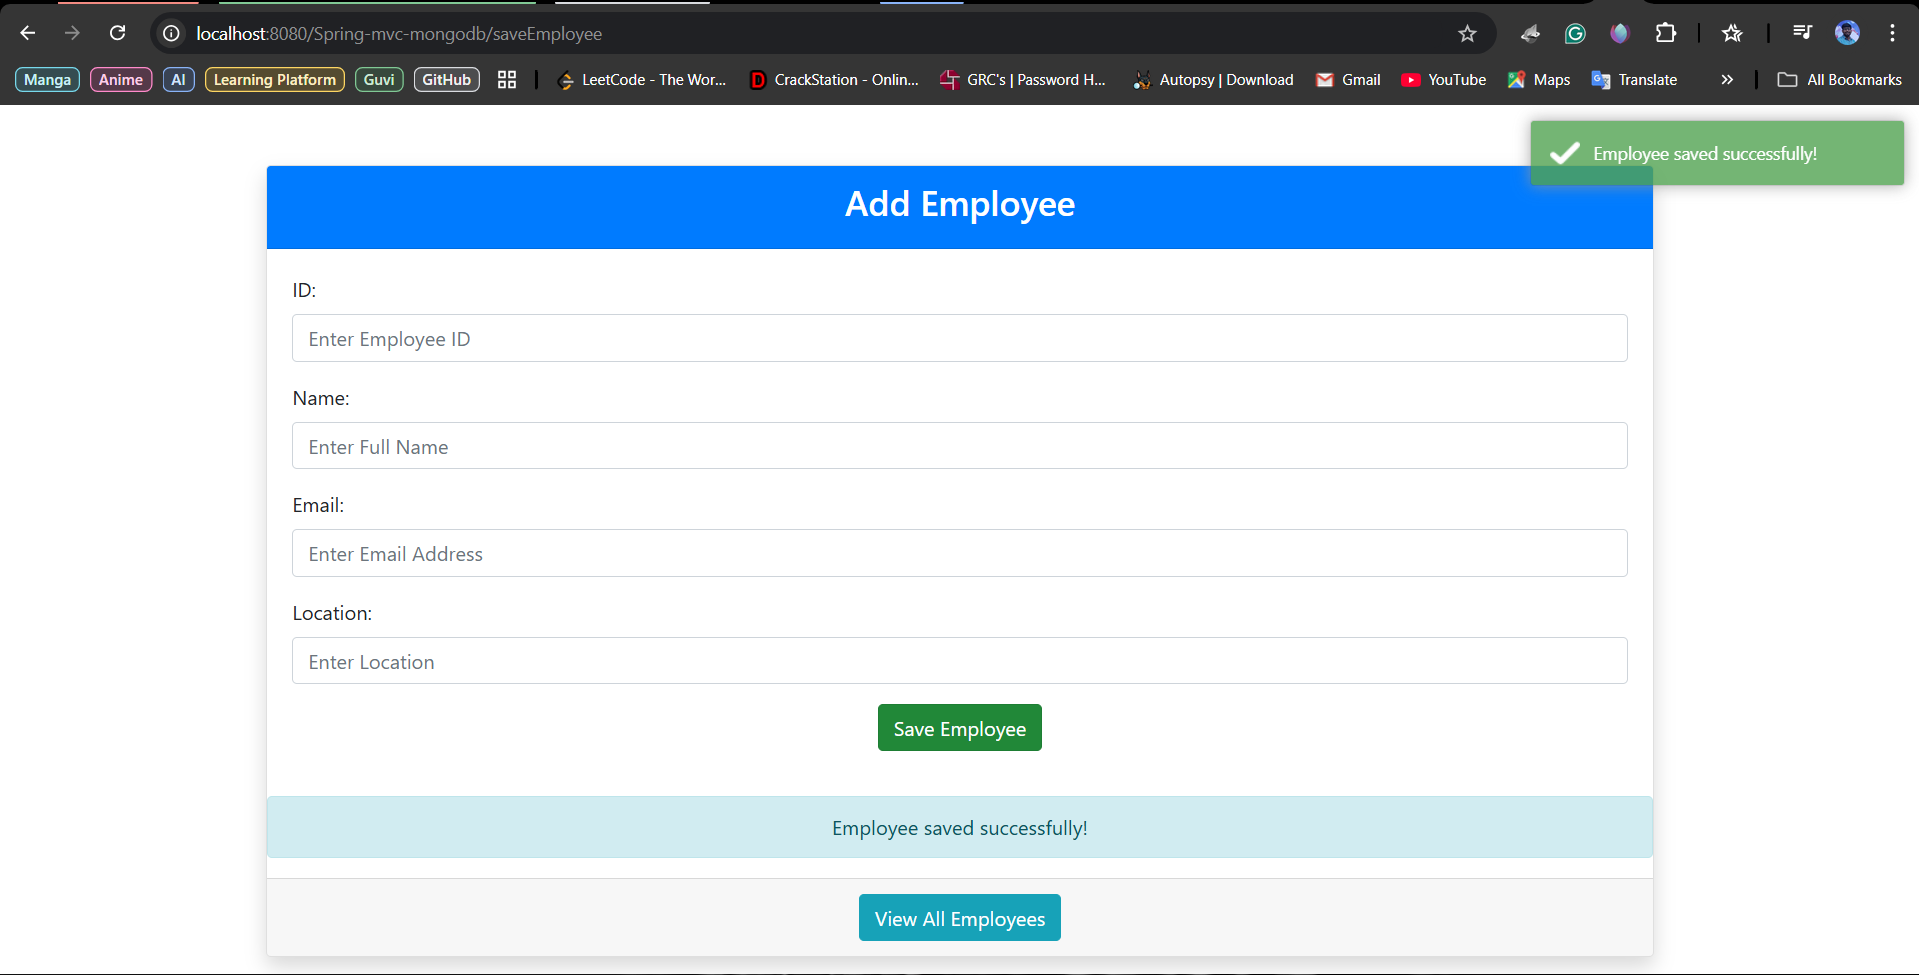 localhost:8080/Spring-mvc-mongodb/saveEmployee
Manga Anime AI Learning Platform Guvi GitHub LeetCode - The Wor... CrackStation - Onlin... GRC's | Password H... Autopsy | Download Gmail YouTube Maps Translate » All Bookmarks
Employee saved successfully!
Add Employee
ID:
Enter Employee ID
Name:
Enter Full Name
Email:
Enter Email Address
Location:
Enter Location
Save Employee
Employee saved successfully!
View All Employees